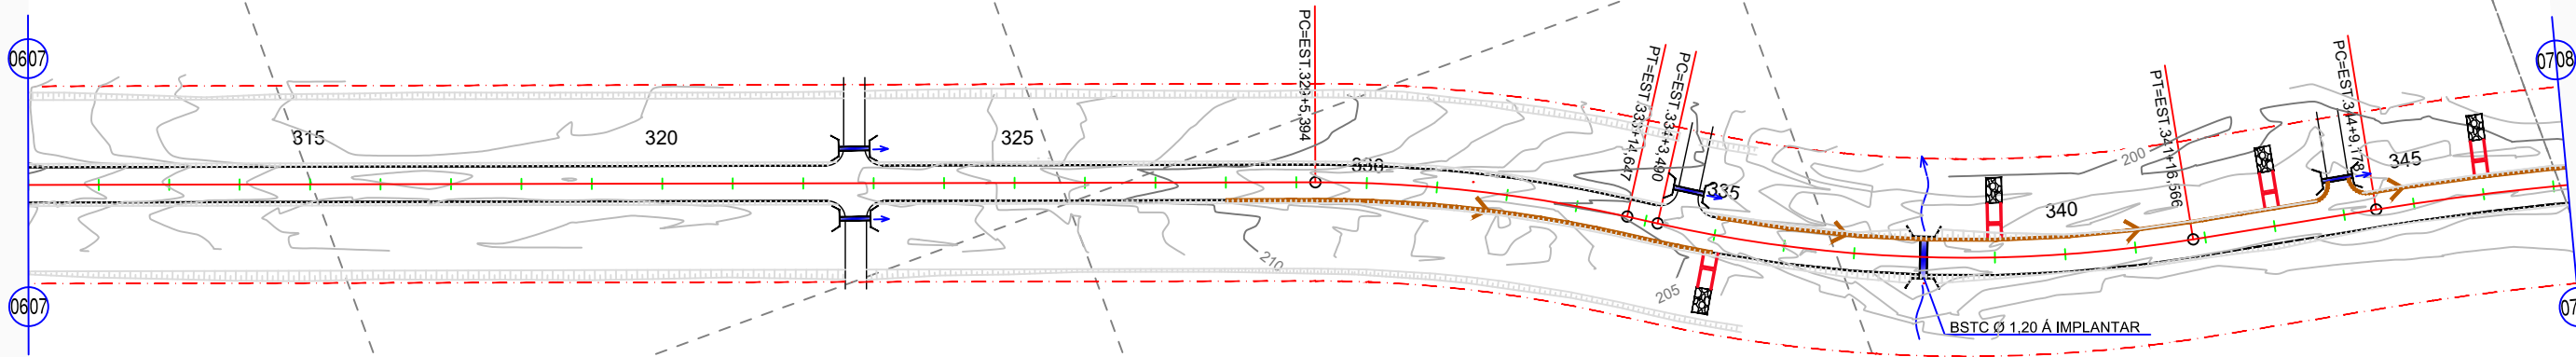 0607
0708
PC=EST.329+5,394
PT=EST.333+14,647
PC=EST.334+3,490
PT=EST.341+16,566
PC=EST.344+9,178
315
320
325
330
335
340
345
200
210
205
0607
BSTC Ø 1,20 Á IMPLANTAR